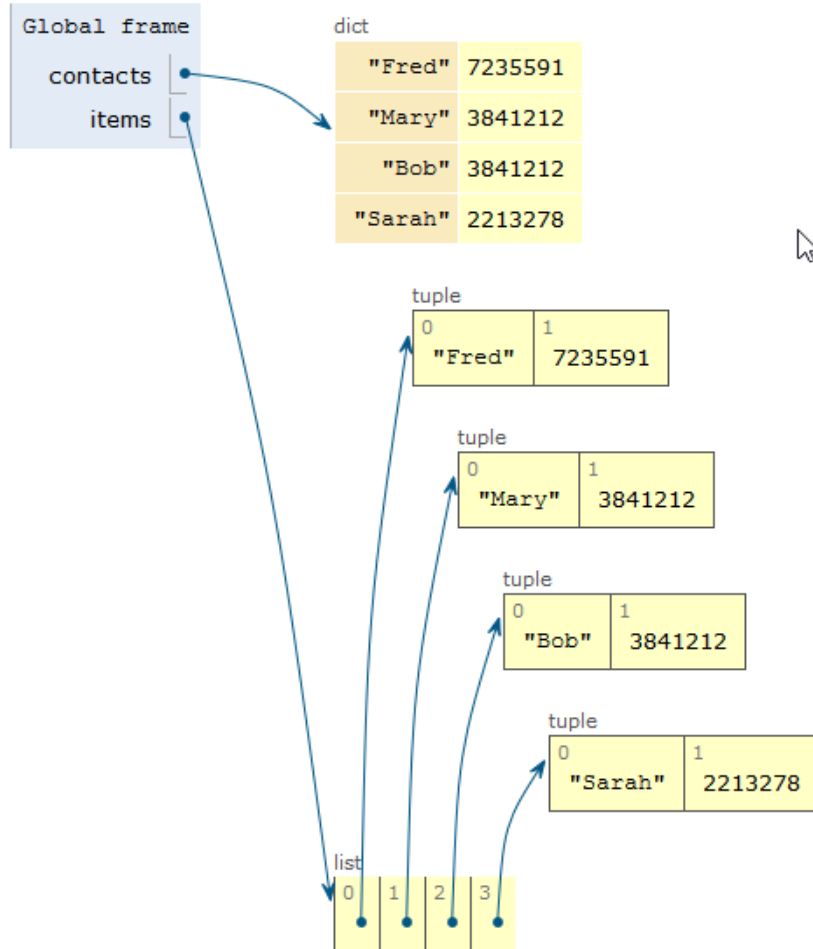 Global frame
contacts
items
dict
"Fred" 7235591
"Mary" 3841212
"Bob" 3841212
"Sarah" 2213278
tuple
0 1
"Fred" 7235591
tuple
0 1
"Mary" 3841212
tuple
0 1
"Bob" 3841212
tuple
0 1
"Sarah" 2213278
list
0 1 2 3